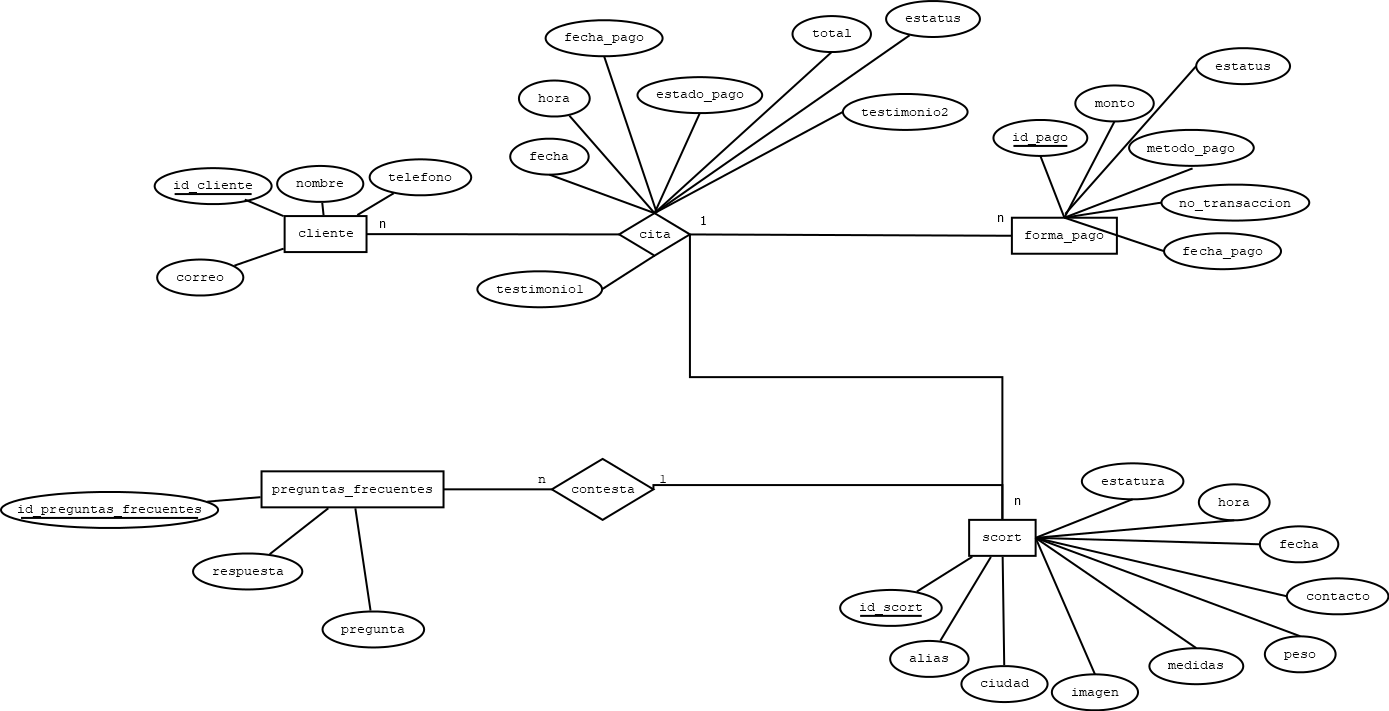 estatus
total
fecha_pago
estatus
hora
estado_pago
monto
testimonio2
id_pago
metodo_pago
fecha
id_cliente
nombre
telefono
no_transaccion
n
1
n
cliente
cita
forma_pago
fecha_pago
correo
testimonio1
n
1
estatura
preguntas_frecuentes
contesta
n
hora
id_preguntas_frecuentes
scort
fecha
respuesta
contacto
id_scort
pregunta
alias
peso
medidas
ciudad
imagen